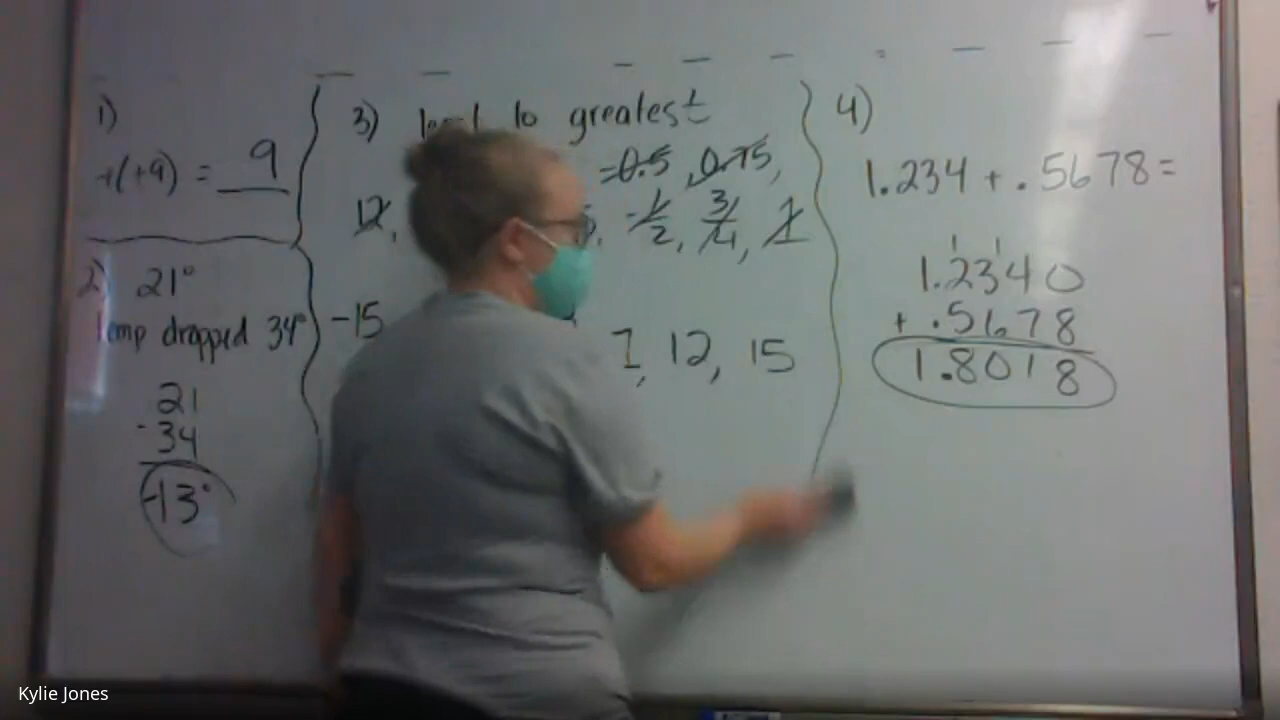 1)
+(+9) = 9
2) 21°
Temp dropped 34°
21
- 34
-13°
3) to greatest
=0.5, 0.75,
12, -1/2, 3/4, 1
-15
1, 12, 15
4)
1.234 + .5678 =
1 1
1.2340
+ .5678
1.8018
Kylie Jones